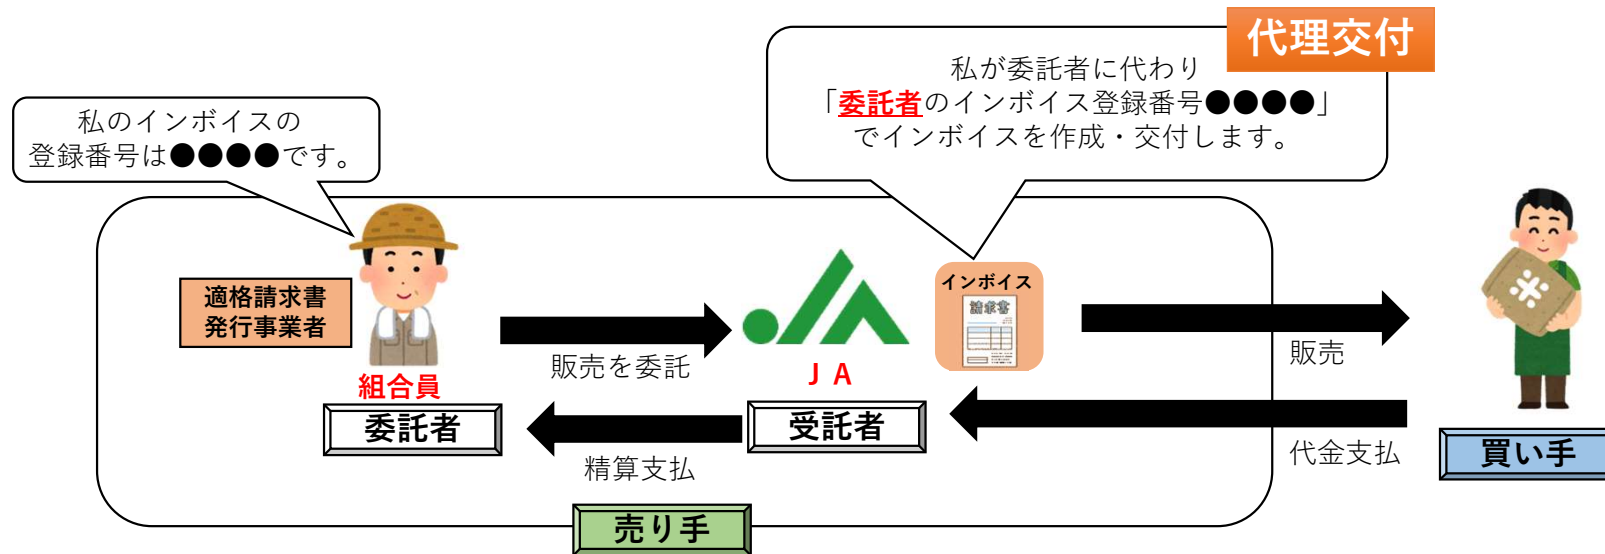 代理交付
私が委託者に代わり
「委託者のインボイス登録番号●●●●」
でインボイスを作成・交付します。
私のインボイスの
登録番号は●●●●です。
適格請求書
発行事業者
組合員
委託者
販売を委託
精算支払
ＪＡ
受託者
インボイス
請求書
販売
代金支払
買い手
売り手